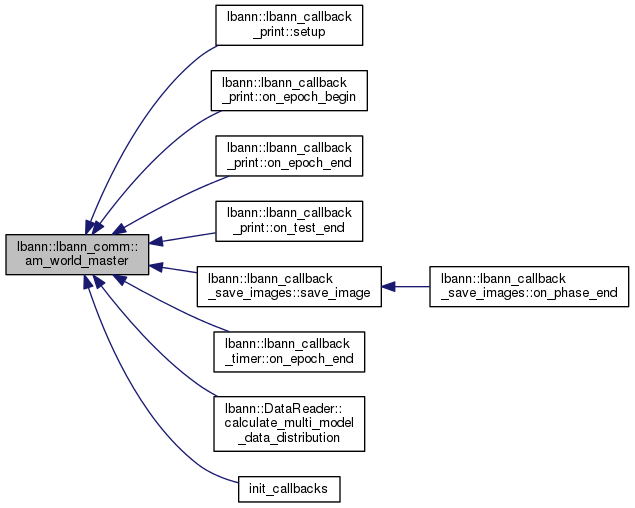 lbann::lbann_callback
_print::setup
lbann::lbann_callback
_print::on_epoch_begin
lbann::lbann_callback
_print::on_epoch_end
lbann::lbann_callback
_print::on_test_end
lbann::lbann_comm::
am_world_master
lbann::lbann_callback
_save_images::save_image
lbann::lbann_callback
_save_images::on_phase_end
lbann::lbann_callback
_timer::on_epoch_end
lbann::DataReader::
calculate_multi_model
_data_distribution
init_callbacks